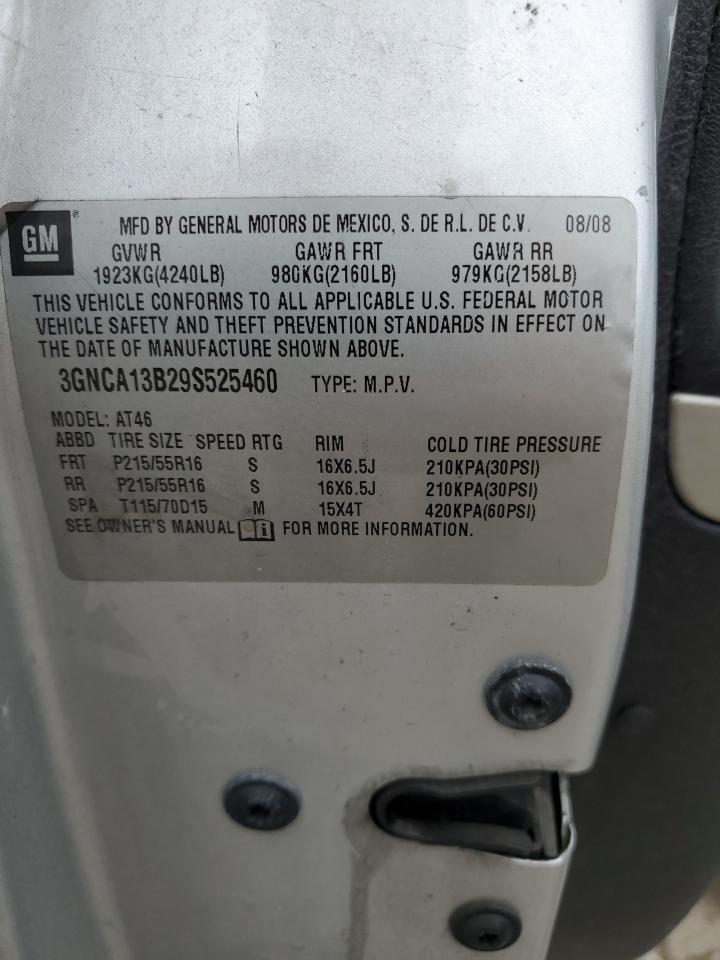 GM® MFD BY GENERAL MOTORS DE MEXICO, S. DE R.L. DE C.V. 08/08
GVWR GAWR FRT GAWR RR
1923KG(4240LB) 980KG(2160LB) 979KG(2158LB)
THIS VEHICLE CONFORMS TO ALL APPLICABLE U.S. FEDERAL MOTOR
VEHICLE SAFETY AND THEFT PREVENTION STANDARDS IN EFFECT ON
THE DATE OF MANUFACTURE SHOWN ABOVE.
3GNCA13B29S525460 TYPE: M.P.V.
MODEL: AT46
ABBD TIRE SIZE SPEED RTG RIM COLD TIRE PRESSURE
FRT P215/55R16 S 16X6.5J 210KPA(30PSI)
RR P215/55R16 S 16X6.5J 210KPA(30PSI)
SPA T115/70D15 M 15X4T 420KPA(60PSI)
SEE OWNER'S MANUAL i FOR MORE INFORMATION.